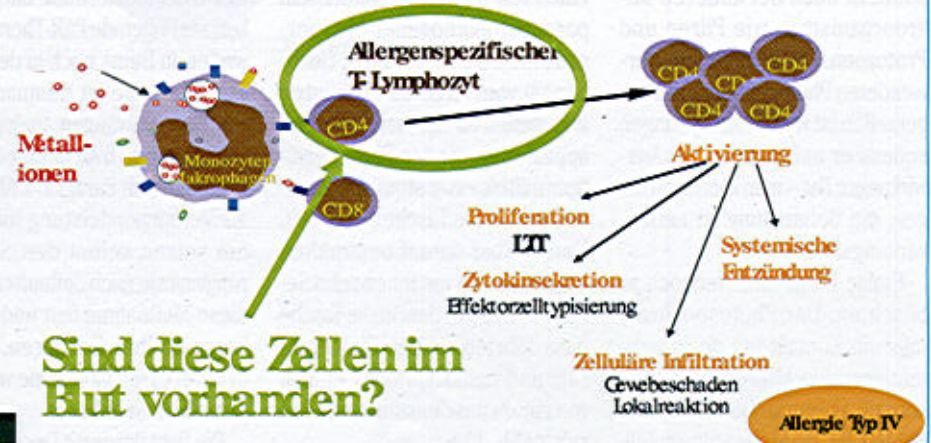 Allergenspezifischer
T-Lymphozyt
CD4
CD4
CD4
CD4
CD4
CD4
Metall-
ionen
Monozyten
Makrophagen
CD8
Aktivierung
Proliferation
LTT
Systemische
Entzündung
Zytokinsekretion
Effektorzelltypisierung
Sind diese Zellen im
Blut vorhanden?
Zelluläre Infiltration
Gewebeschaden
Lokalreaktion
Allergie Typ IV